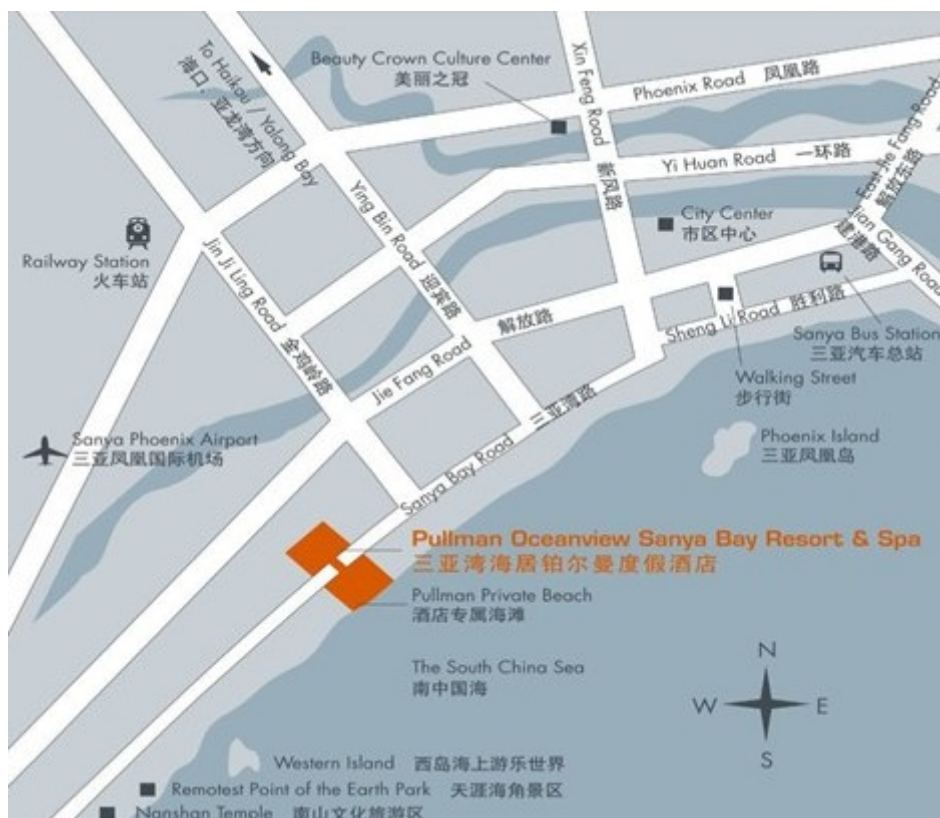 To Haikou / Yalong Bay
海口、亚龙湾方向
Beauty Crown Culture Center
美丽之冠
Xin Feng Road 新风路
Phoenix Road 凤凰路
Yi Huan Road 一环路
East Jie Fang Road
解放东路
Jian Gang Road
建港路
City Center
市区中心
Railway Station
火车站
Jin Ji Ling Road 金鸡岭路
Ying Bin Road 迎宾路
Jie Fang Road 解放路
Sheng Li Road 胜利路
Sanya Bus Station
三亚汽车总站
Walking Street
步行街
Sanya Phoenix Airport
三亚凤凰国际机场
Sanya Bay Road 三亚湾路
Phoenix Island
三亚凤凰岛
Pullman Oceanview Sanya Bay Resort & Spa
三亚湾海居铂尔曼度假酒店
Pullman Private Beach
酒店专属海滩
The South China Sea
南中国海
N
W E
S
Western Island 西岛海上游乐世界
Remotest Point of the Earth Park 天涯海角景区
Nanshan Temple 南山文化旅游区